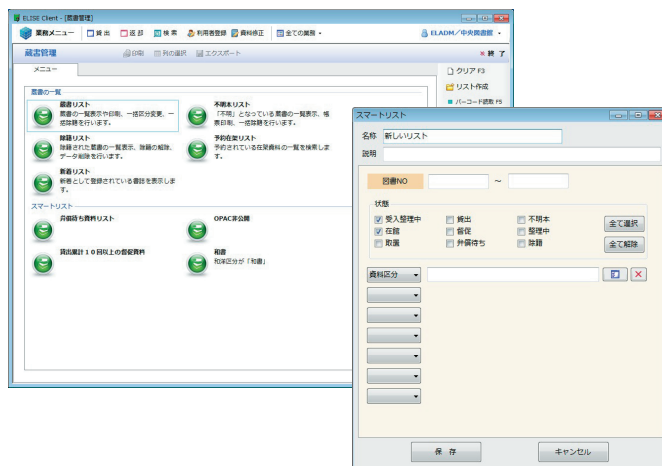 ELISE Client - [蔵書管理]
業務メニュー 貸出 返却 検索 利用者登録 資料修正 全ての業務
ELADM/中央図書館
蔵書管理 印刷 列の選択 エクスポート 終了
メニュー
クリア F3
リスト作成
バーコード読取 F5
蔵書の一覧
蔵書リスト
蔵書の一覧表示や印刷、一括区分変更、一括除籍を行います。
不明本リスト
「不明」となっている蔵書の一覧表示、帳票印刷、一括除籍を行います。
除籍リスト
除籍された蔵書の一覧表示、除籍の解除、データ削除を行います。
予約在架リスト
予約されている在架資料の一覧を検索します。
新着リスト
新着として登録されている書誌を表示します。
スマートリスト
弁償待ち資料リスト
OPAC非公開
貸出累計10回以上の督促資料
和書
和洋区分が「和書」
スマートリスト
名称 新しいリスト
説明
図書NO ～
状態
受入整理中 貸出 不明本 全て選択
在館 督促 整理中
取置 弁償待ち 除籍 全て解除
資料区分
保存 キャンセル